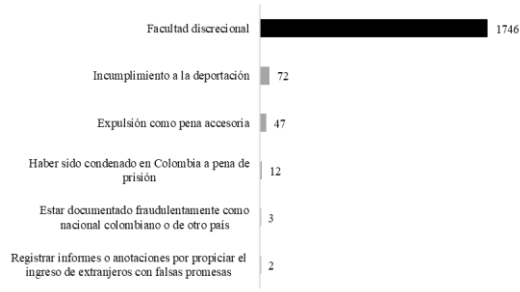 Facultad discrecional 1746
Incumplimiento a la deportación 72
Expulsión como pena accesoria 47
Haber sido condenado en Colombia a pena de
prisión 12
Estar documentado fraudulentamente como
nacional colombiano o de otro país 3
Registrar informes o anotaciones por propiciar el
ingreso de extranjeros con falsas promesas 2